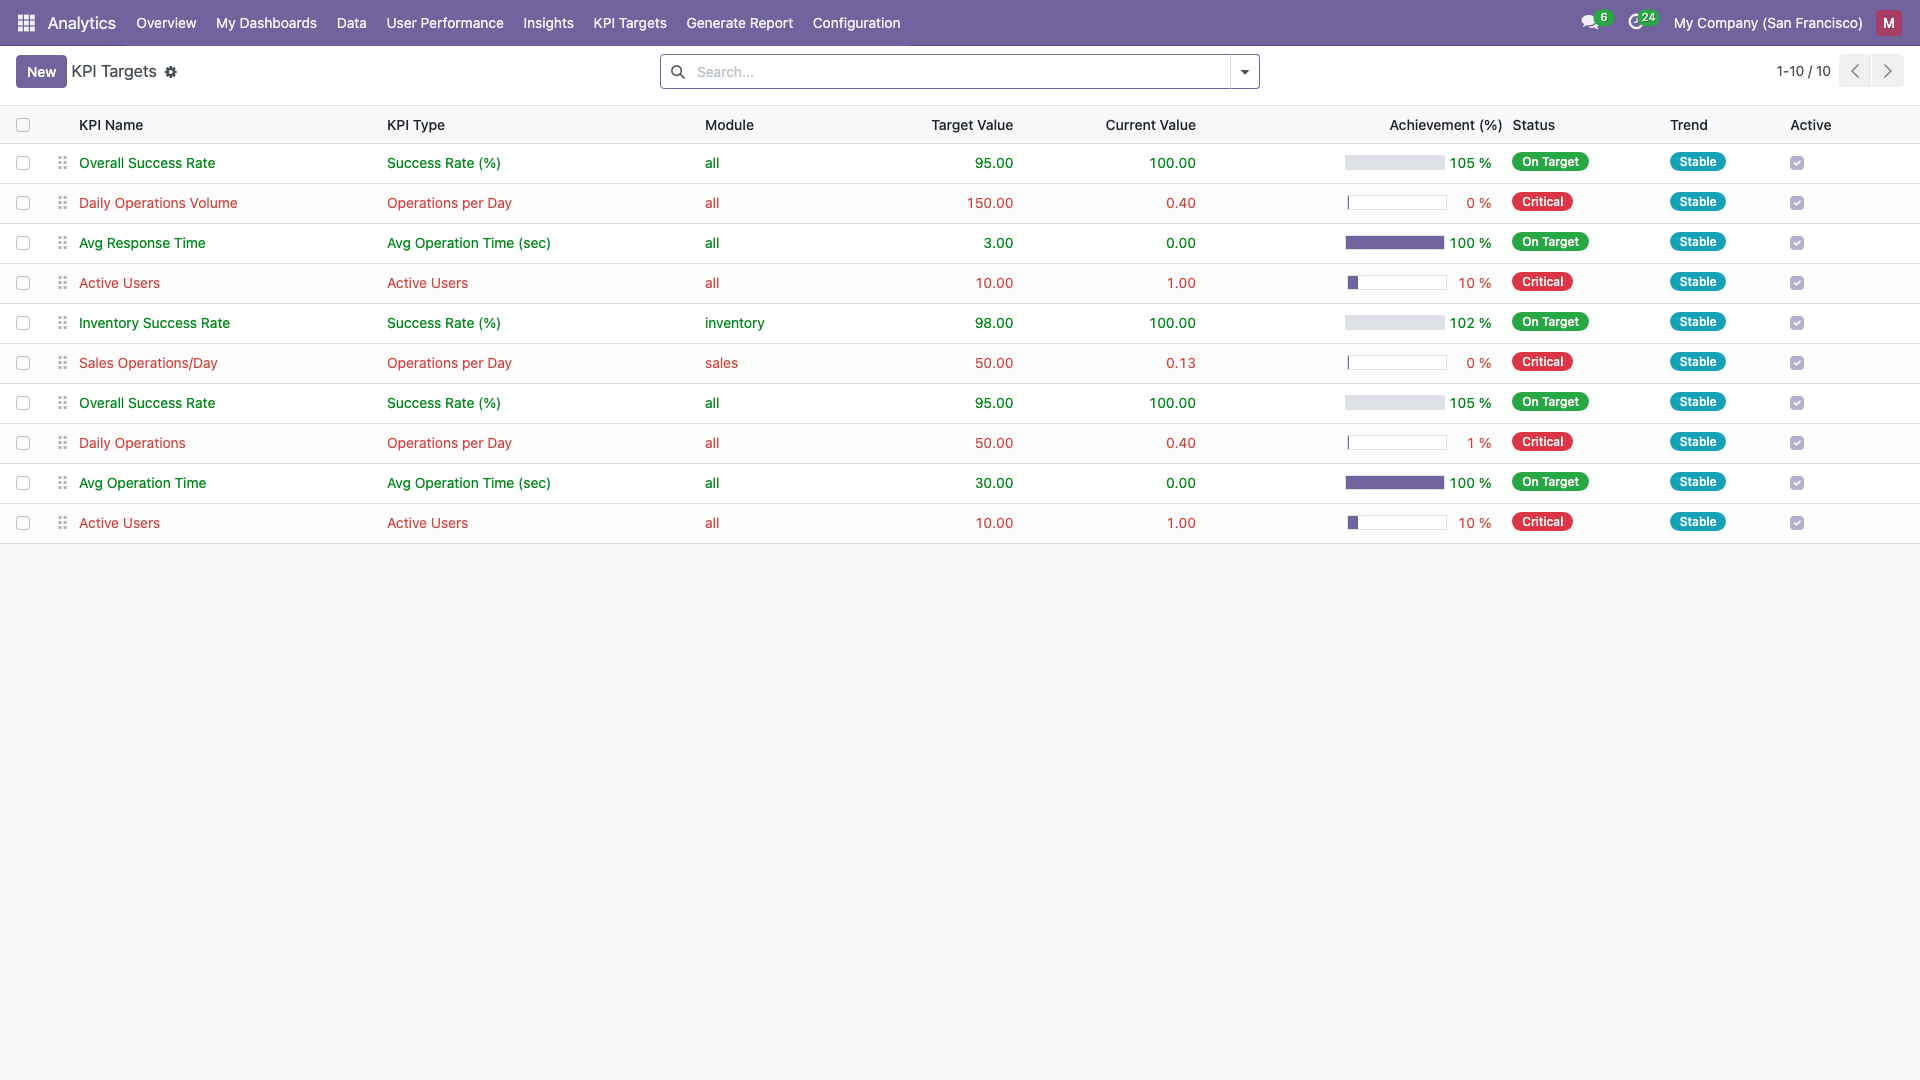 Analytics Overview My Dashboards Data User Performance Insights KPI Targets Generate Report Configuration 6 24 My Company (San Francisco) M
New KPI Targets Search... 1-10 / 10
KPI Name KPI Type Module Target Value Current Value Achievement (%) Status Trend Active
Overall Success Rate Success Rate (%) all 95.00 100.00 105 % On Target Stable
Daily Operations Volume Operations per Day all 150.00 0.40 0 % Critical Stable
Avg Response Time Avg Operation Time (sec) all 3.00 0.00 100 % On Target Stable
Active Users Active Users all 10.00 1.00 10 % Critical Stable
Inventory Success Rate Success Rate (%) inventory 98.00 100.00 102 % On Target Stable
Sales Operations/Day Operations per Day sales 50.00 0.13 0 % Critical Stable
Overall Success Rate Success Rate (%) all 95.00 100.00 105 % On Target Stable
Daily Operations Operations per Day all 50.00 0.40 1 % Critical Stable
Avg Operation Time Avg Operation Time (sec) all 30.00 0.00 100 % On Target Stable
Active Users Active Users all 10.00 1.00 10 % Critical Stable